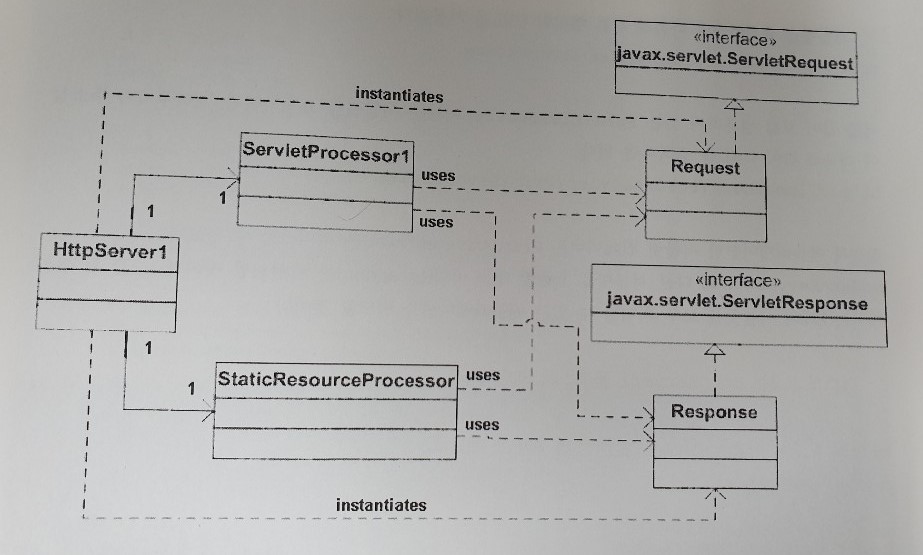 «interface»
javax.servlet.ServletRequest
instantiates
ServletProcessor1
uses
Request
1
1
uses
HttpServer1
«interface»
javax.servlet.ServletResponse
1
1
StaticResourceProcessor
uses
Response
uses
instantiates